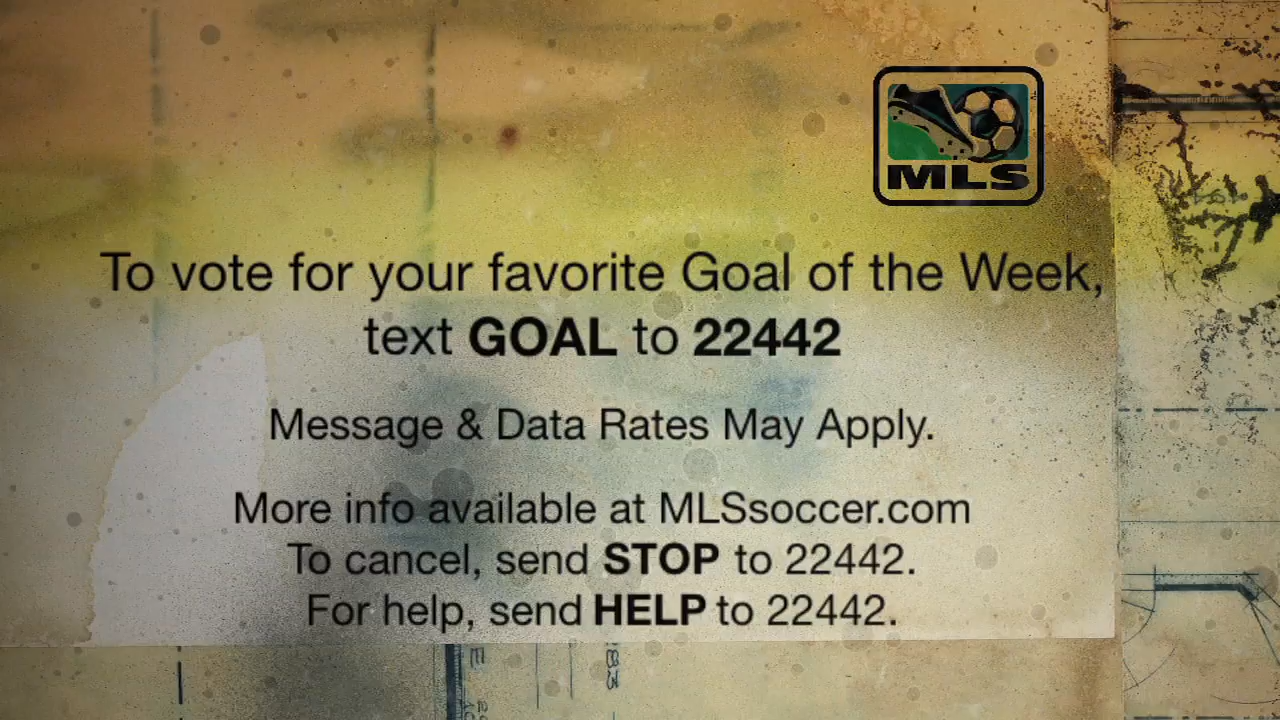 MLS
To vote for your favorite Goal of the Week,
text GOAL to 22442
Message & Data Rates May Apply.
More info available at MLSsoccer.com
To cancel, send STOP to 22442.
For help, send HELP to 22442.